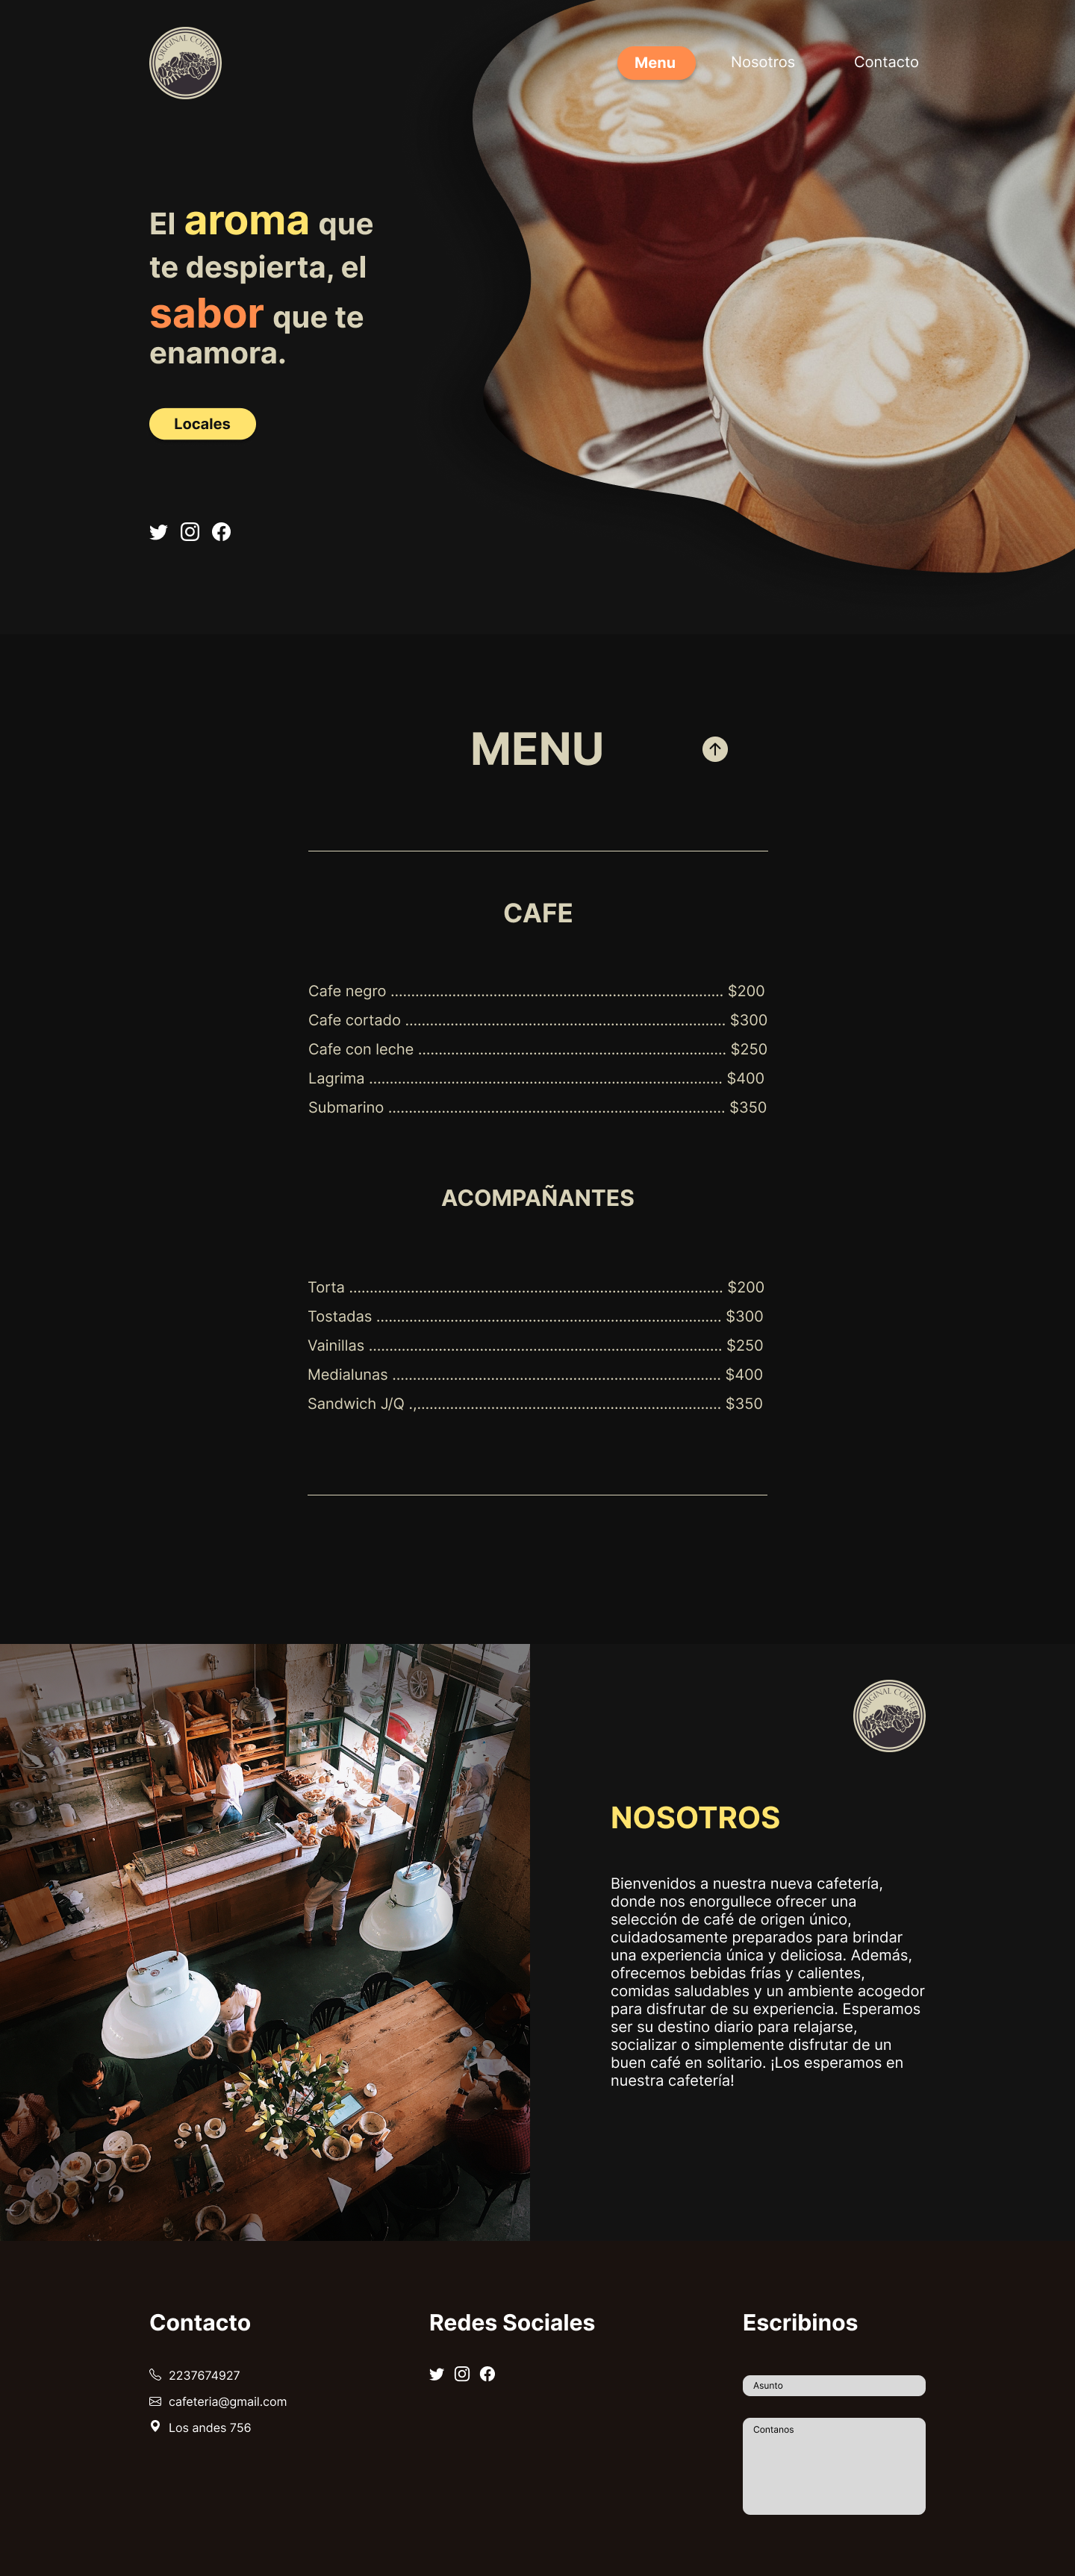 ORIGINAL COFFEE
Menu
Nosotros
Contacto
El aroma que
te despierta, el
sabor que te
enamora.
Locales
MENU
CAFE
Cafe negro ................................................................................. $200
Cafe cortado .............................................................................. $300
Cafe con leche ........................................................................... $250
Lagrima ...................................................................................... $400
Submarino .................................................................................. $350
ACOMPAÑANTES
Torta ........................................................................................... $200
Tostadas .................................................................................... $300
Vainillas ...................................................................................... $250
Medialunas ................................................................................ $400
Sandwich J/Q .,.......................................................................... $350
ORIGINAL COFFEE
NOSOTROS
Bienvenidos a nuestra nueva cafetería,
donde nos enorgullece ofrecer una
selección de café de origen único,
cuidadosamente preparados para brindar
una experiencia única y deliciosa. Además,
ofrecemos bebidas frías y calientes,
comidas saludables y un ambiente acogedor
para disfrutar de su experiencia. Esperamos
ser su destino diario para relajarse,
socializar o simplemente disfrutar de un
buen café en solitario. ¡Los esperamos en
nuestra cafetería!
Contacto
2237674927
cafeteria@gmail.com
Los andes 756
Redes Sociales
Escribinos
Asunto
Contanos